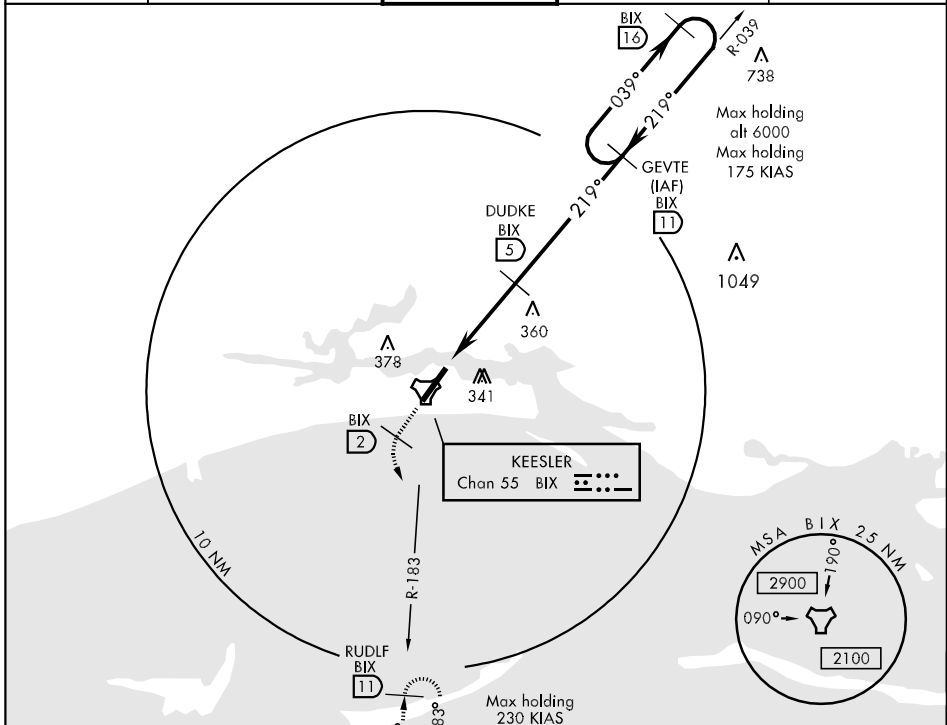 BIX
16
R-039
738
039°
219°
Max holding
alt 6000
Max holding
175 KIAS
GEVTE
(IAF)
BIX
11
219°
DUDKE
BIX
5
1049
360
378
341
BIX
2
KEESLER
Chan 55 BIX
10 NM
R-183
MSA BIX 25 NM
190°
2900
090°
2100
RUDLF
BIX
11
Max holding
230 KIAS